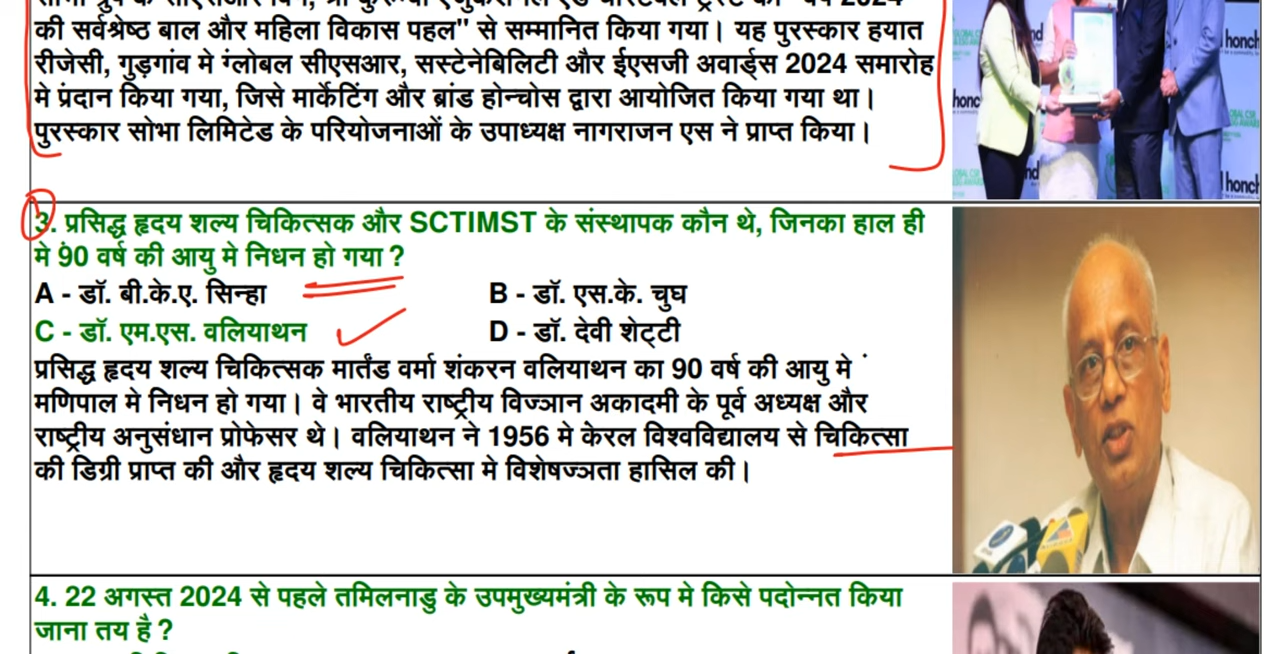 की सर्वश्रेष्ठ बाल और महिला विकास पहल" से सम्मानित किया गया। यह पुरस्कार हयात
रीजेसी, गुड़गांव मे ग्लोबल सीएसआर, सस्टेनेबिलिटी और ईएसजी अवार्ड्स 2024 समारोह
मे प्रदान किया गया, जिसे मार्केटिंग और ब्रांड होन्चोस द्वारा आयोजित किया गया था।
पुरस्कार सोभा लिमिटेड के परियोजनाओं के उपाध्यक्ष नागराजन एस ने प्राप्त किया।
3. प्रसिद्ध हृदय शल्य चिकित्सक और SCTIMST के संस्थापक कौन थे, जिनका हाल ही
मे 90 वर्ष की आयु मे निधन हो गया ?
A - डॉ. बी.के.ए. सिन्हा B - डॉ. एस.के. चुघ
C - डॉ. एम.एस. वलियाथन D - डॉ. देवी शेट्टी
प्रसिद्ध हृदय शल्य चिकित्सक मार्तंड वर्मा शंकरन वलियाथन का 90 वर्ष की आयु में
मणिपाल मे निधन हो गया। वे भारतीय राष्ट्रीय विज्ञान अकादमी के पूर्व अध्यक्ष और
राष्ट्रीय अनुसंधान प्रोफेसर थे। वलियाथन ने 1956 मे केरल विश्वविद्यालय से चिकित्सा
की डिग्री प्राप्त की और हृदय शल्य चिकित्सा मे विशेषज्ञता हासिल की।
4. 22 अगस्त 2024 से पहले तमिलनाडु के उपमुख्यमंत्री के रूप मे किसे पदोन्नत किया
जाना तय है ?